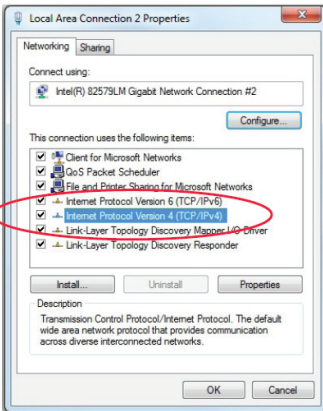 Local Area Connection 2 Properties
Networking
Sharing
Connect using:
Intel(R) 82579LM Gigabit Network Connection #2
Configure...
This connection uses the following items:
Client for Microsoft Networks
QoS Packet Scheduler
File and Printer Sharing for Microsoft Networks
Internet Protocol Version 6 (TCP/IPv6)
Internet Protocol Version 4 (TCP/IPv4)
Link-Layer Topology Discovery Mapper I/O Driver
Link-Layer Topology Discovery Responder
Install...
Uninstall
Properties
Description
Transmission Control Protocol/Internet Protocol. The default
wide area network protocol that provides communication
across diverse interconnected networks.
OK
Cancel